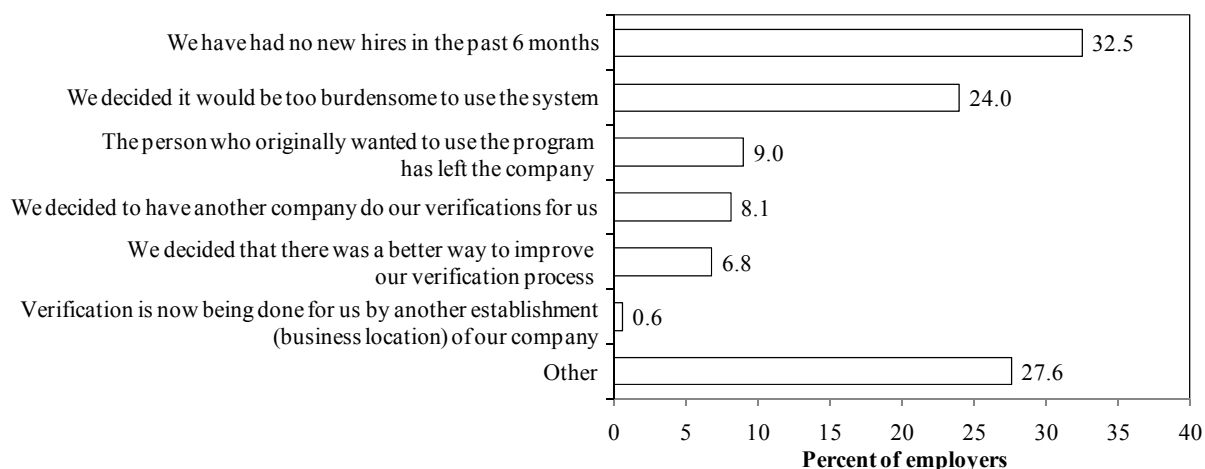 We have had no new hires in the past 6 months
32.5
We decided it would be too burdensome to use the system
24.0
The person who originally wanted to use the program
has left the company
9.0
We decided to have another company do our verifications for us
8.1
We decided that there was a better way to improve
our verification process
6.8
Verification is now being done for us by another establishment
(business location) of our company
0.6
Other
27.6
0 5 10 15 20 25 30 35 40
Percent of employers